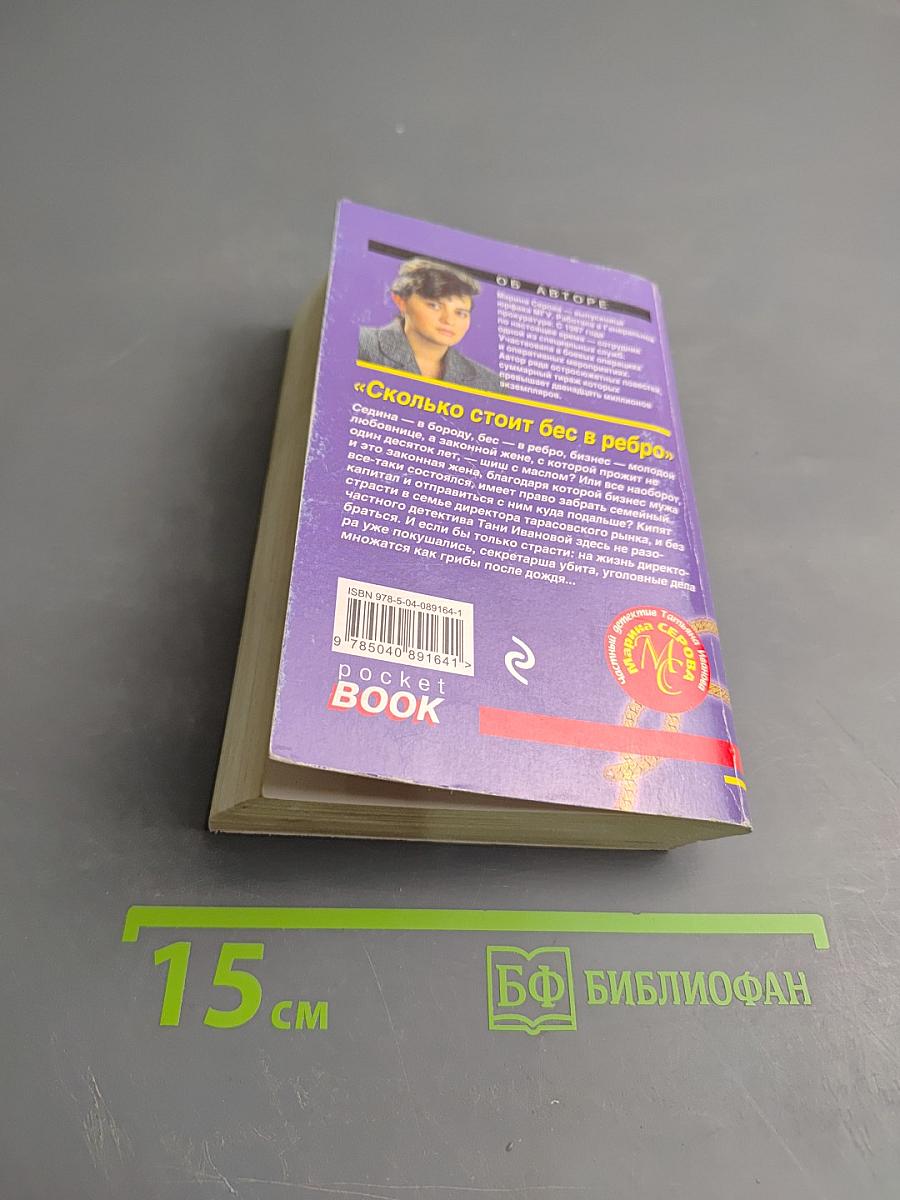 ОБ АВТОРЕ
Марина Серова — выпускница
юрфака МГУ. Работала в Генеральной
прокуратуре. С 1987 года
по настоящее время — сотрудник
одной из специальных служб.
Участвовала в боевых операциях
и оперативных мероприятиях.
Автор ряда остросюжетных повестей,
суммарный тираж которых
превышает двенадцать миллионов
экземпляров.
«Сколько стоит бес в ребро»
Седина — в бороду, бес — в ребро, бизнес — молодой
любовнице, а законной жене, с которой прожит не
один десяток лет, — шиш с маслом? Или все наоборот,
и это законная жена, благодаря которой бизнес мужа
все-таки состоялся, имеет право забрать семейный
капитал и отправиться с ним куда подальше? Кипят
страсти в семье директора тарасовского рынка, и без
частного детектива Тани Ивановой здесь не разо-
браться. И если бы только страсти: на жизнь директо-
ра уже покушались, секретарша убита, уголовные дела
множатся как грибы после дождя...
ISBN 978-5-04-089164-1
9 785040 891641 >
pocket
BOOK
частный детектив Татьяна Иванова
Марина СЕРОВА
МС
15 см
БФ БИБЛИОФАН